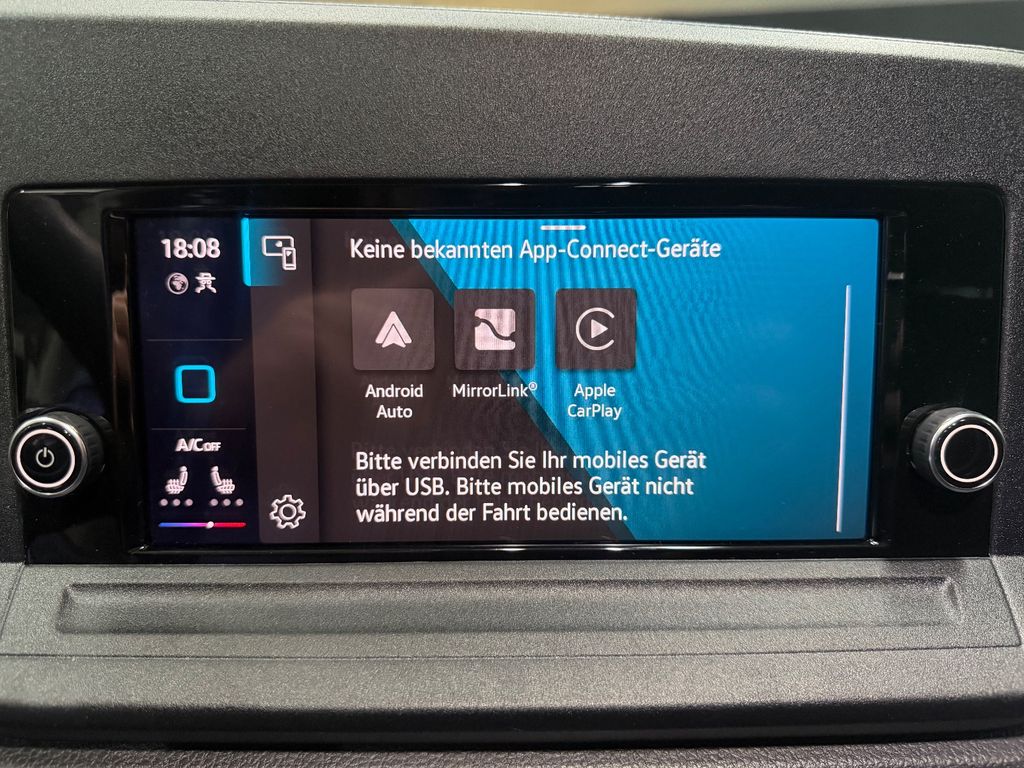 18:08
Keine bekannten App-Connect-Geräte
Android
Auto
MirrorLink®
Apple
CarPlay
A/C OFF
Bitte verbinden Sie Ihr mobiles Gerät
über USB. Bitte mobiles Gerät nicht
während der Fahrt bedienen.